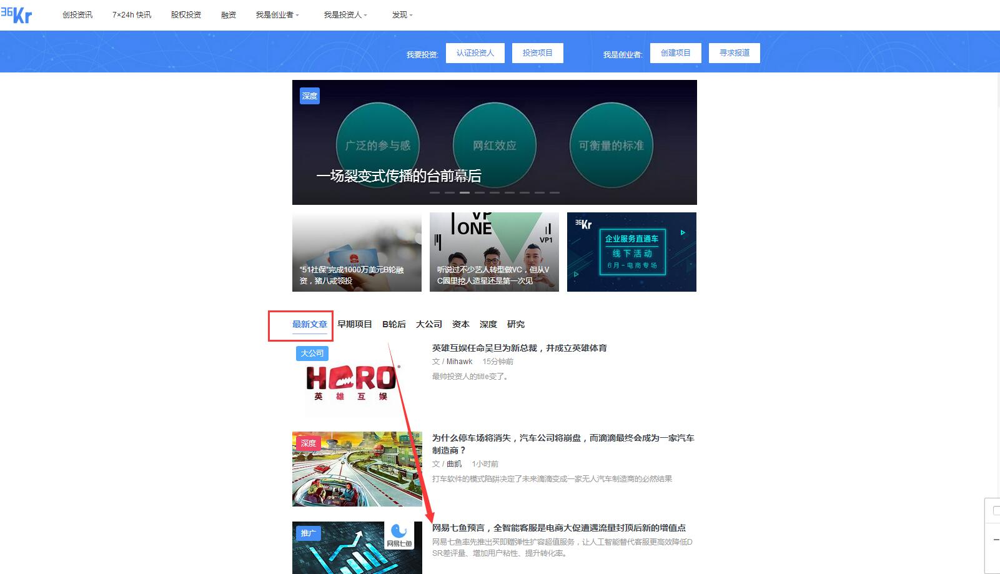 36Kr
创投资讯 7×24h 快讯 股权投资 融资 我是创业者 我是投资人 发现
我要投资: 认证投资人 投资项目 我是创业者: 创建项目 寻求报道
深度
广泛的参与感 网红效应 可衡量的标准
一场裂变式传播的台前幕后
“51社保”完成1000万美元B轮融
资，猪八戒领投
VP
ONE
VP1
听说过不少艺人转型做VC，但从V
C圈里挖人造星还是第一次见
36Kr
企业服务直通车
线下活动
6月-电商专场
最新文章 早期项目 B轮后 大公司 资本 深度 研究
大公司
HERO
英雄互娱
英雄互娱任命吴旦为新总裁，并成立英雄体育
文 / Mihawk 15分钟前
最帅投资人的title变了。
深度
为什么停车场将消失，汽车公司将崩盘，而滴滴最终会成为一家汽车
制造商？
文 / 曲凯 1小时前
打车软件的模式陷阱决定了未来滴滴变成一家无人汽车制造商的必然结果
推广
网易七鱼
网易七鱼预言，全智能客服是电商大促遭遇流量封顶后新的增值点
网易七鱼率先推出买即赠弹性扩容超值服务，让人工智能替代客服更高效降低D
SR差评量、增加用户粘性、提升转化率。